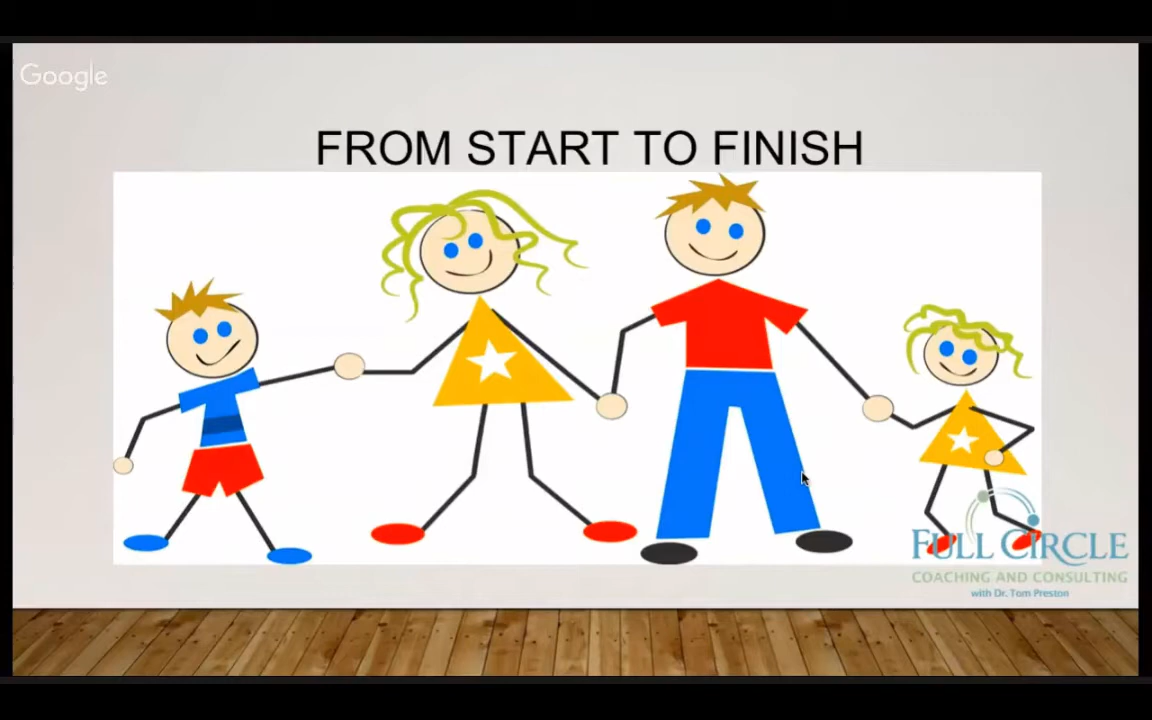 Google
FROM START TO FINISH
FULL CIRCLE
COACHING AND CONSULTING
with Dr. Tom Preston